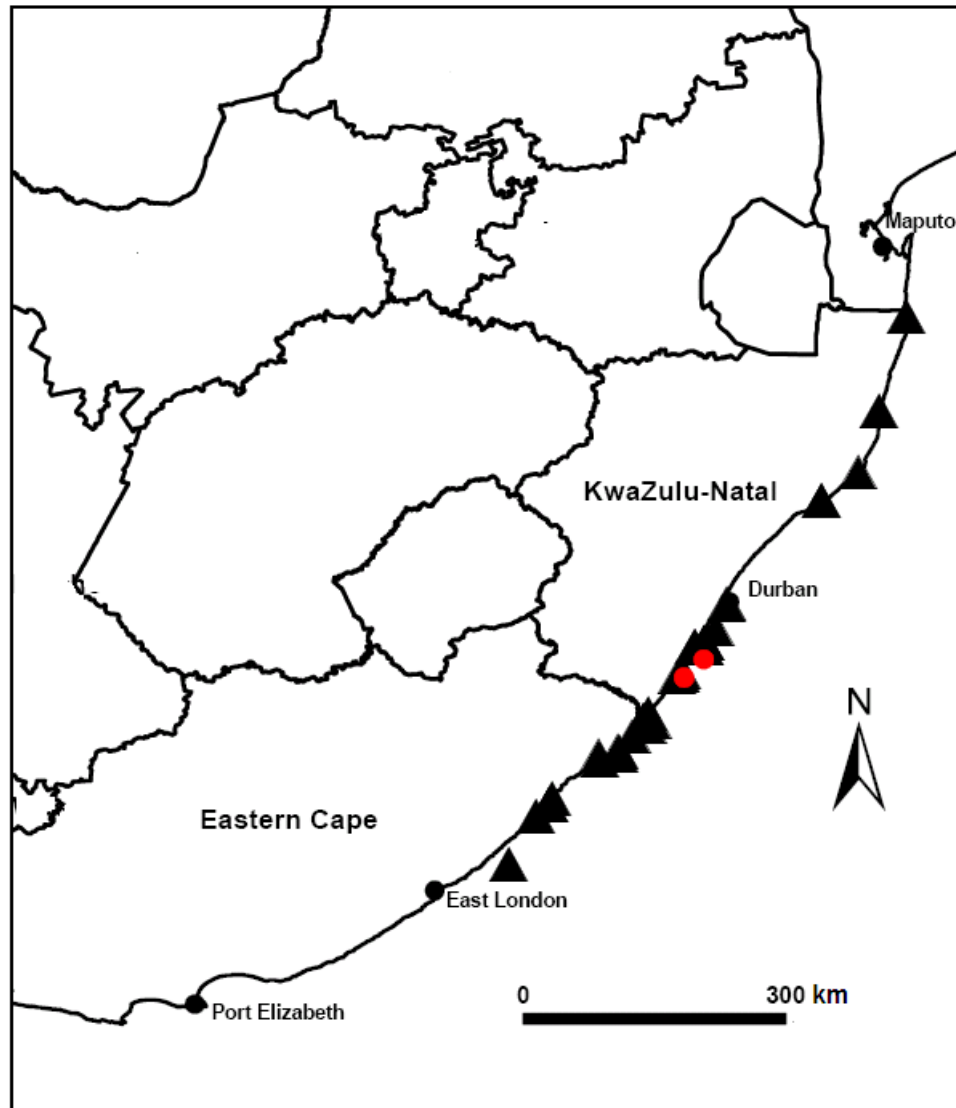 Maputo
KwaZulu-Natal
Durban
N
Eastern Cape
East London
0 300 km
Port Elizabeth